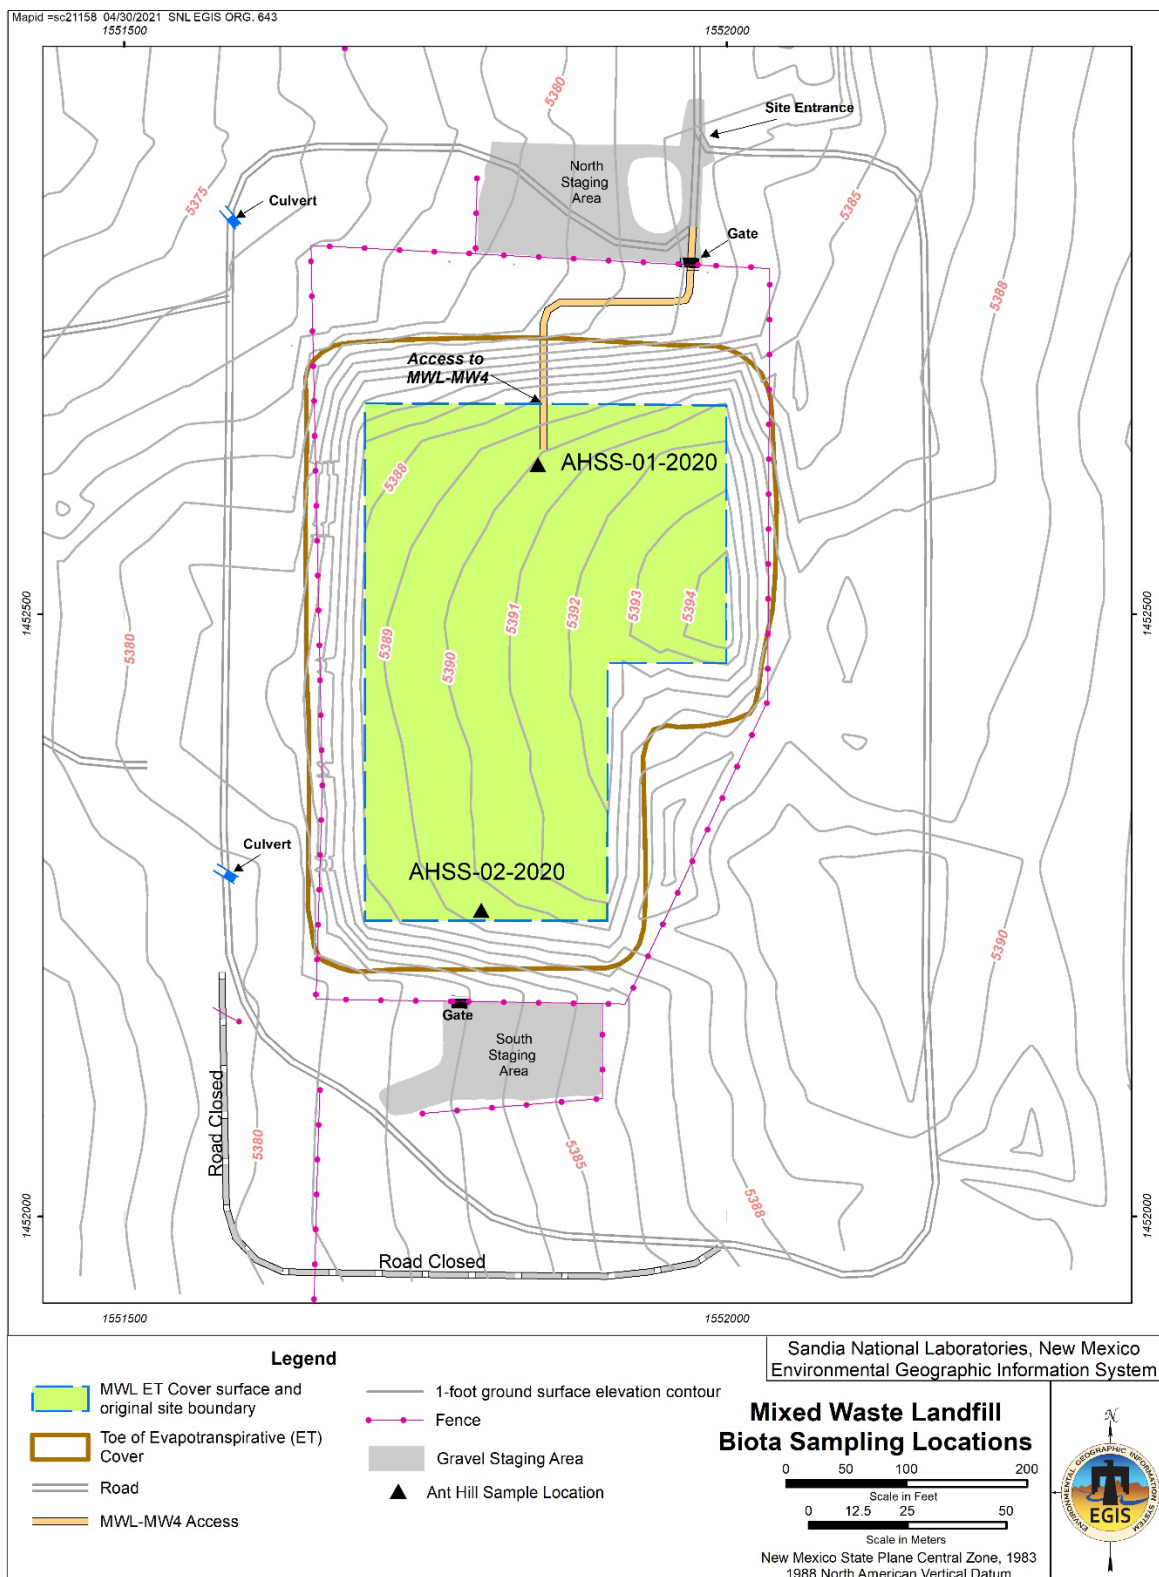 Mapid =sc21158 04/30/2021 SNL EGIS ORG. 643
1551500
1552000
5380
Site Entrance
North
Staging
Area
5375
Culvert
5385
Gate
5388
Access to
MWL-MW4
AHSS-01-2020
5388
1452500
1452500
5380
5389
5390
5391
5392
5393
5394
Culvert
AHSS-02-2020
5390
Gate
South
Staging
Area
Road Closed
5380
5385
5388
1452000
1452000
Road Closed
1551500
1552000
Legend
MWL ET Cover surface and
original site boundary
Toe of Evapotranspirative (ET)
Cover
Road
MWL-MW4 Access
1-foot ground surface elevation contour
Fence
Gravel Staging Area
Ant Hill Sample Location
Sandia National Laboratories, New Mexico
Environmental Geographic Information System
Mixed Waste Landfill
Biota Sampling Locations
0 50 100 200
Scale in Feet
0 12.5 25 50
Scale in Meters
New Mexico State Plane Central Zone, 1983
1988 North American Vertical Datum
N
ENVIRONMENTAL GEOGRAPHIC INFORMATION SYSTEM
EGIS